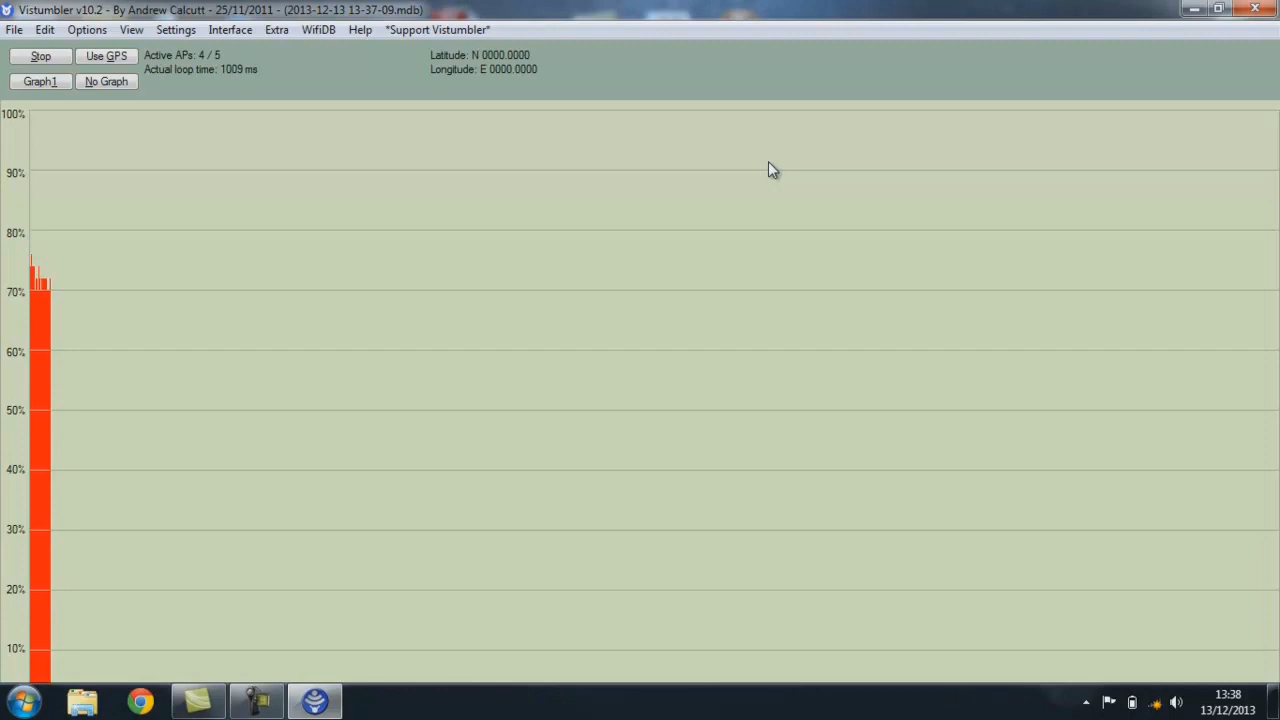 Vistumbler v10.2 - By Andrew Calcutt - 25/11/2011 - (2013-12-13 13-37-09.mdb)
File Edit Options View Settings Interface Extra WifiDB Help *Support Vistumbler*
Stop Use GPS Active APs: 4 / 5 Latitude: N 0000.0000
Actual loop time: 1009 ms Longitude: E 0000.0000
Graph1 No Graph
100%
90%
80%
70%
60%
50%
40%
30%
20%
10%
13:38
13/12/2013